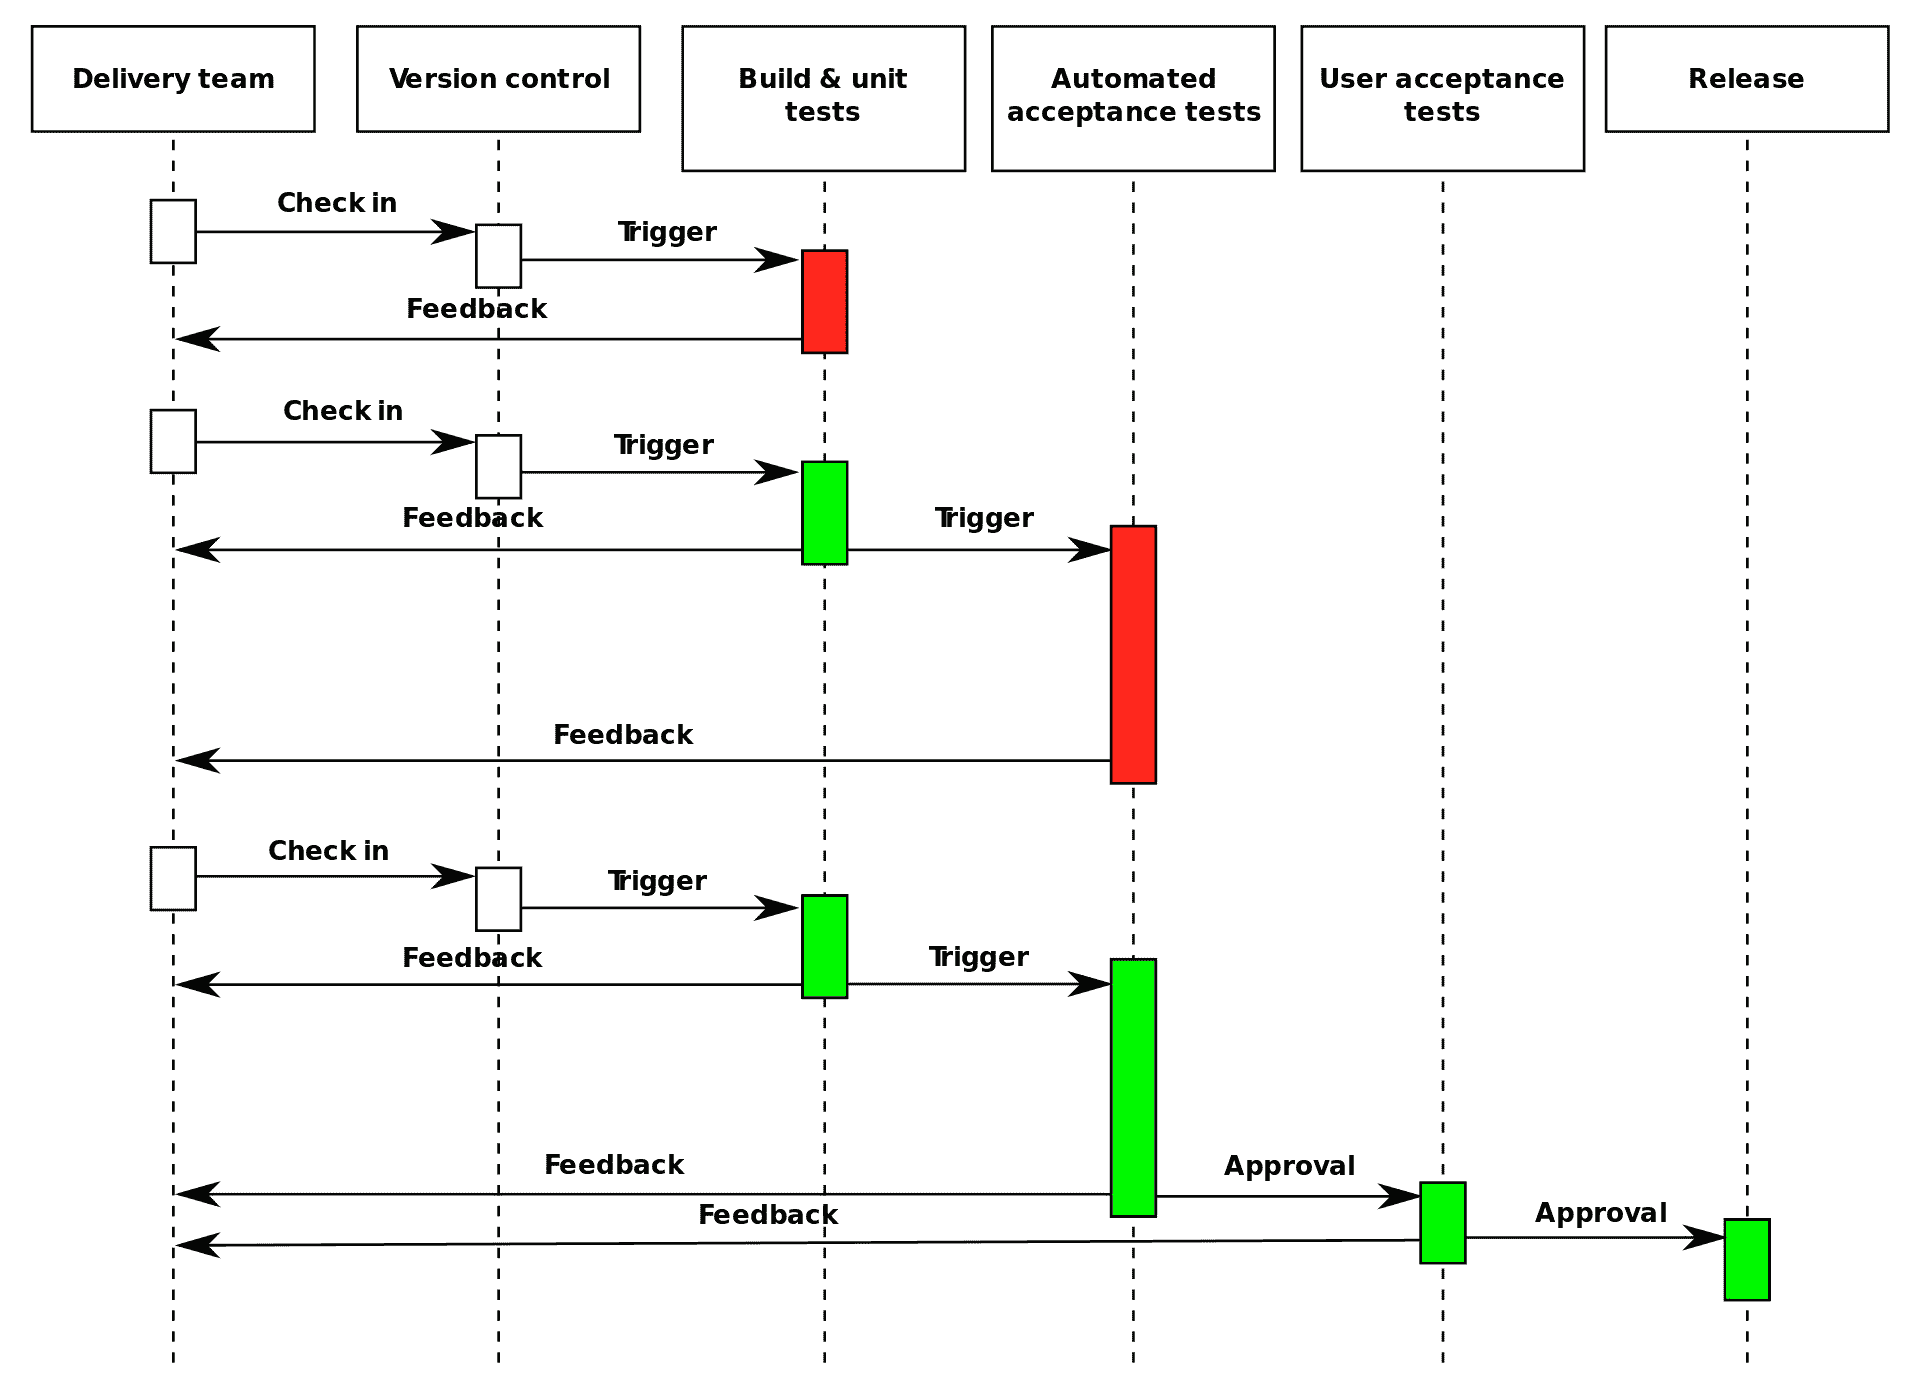 Delivery team
Version control
Build & unit
tests
Automated
acceptance tests
User acceptance
tests
Release
Check in
Trigger
Feedback
Check in
Trigger
Feedback
Trigger
Feedback
Check in
Trigger
Feedback
Trigger
Feedback
Approval
Feedback
Approval